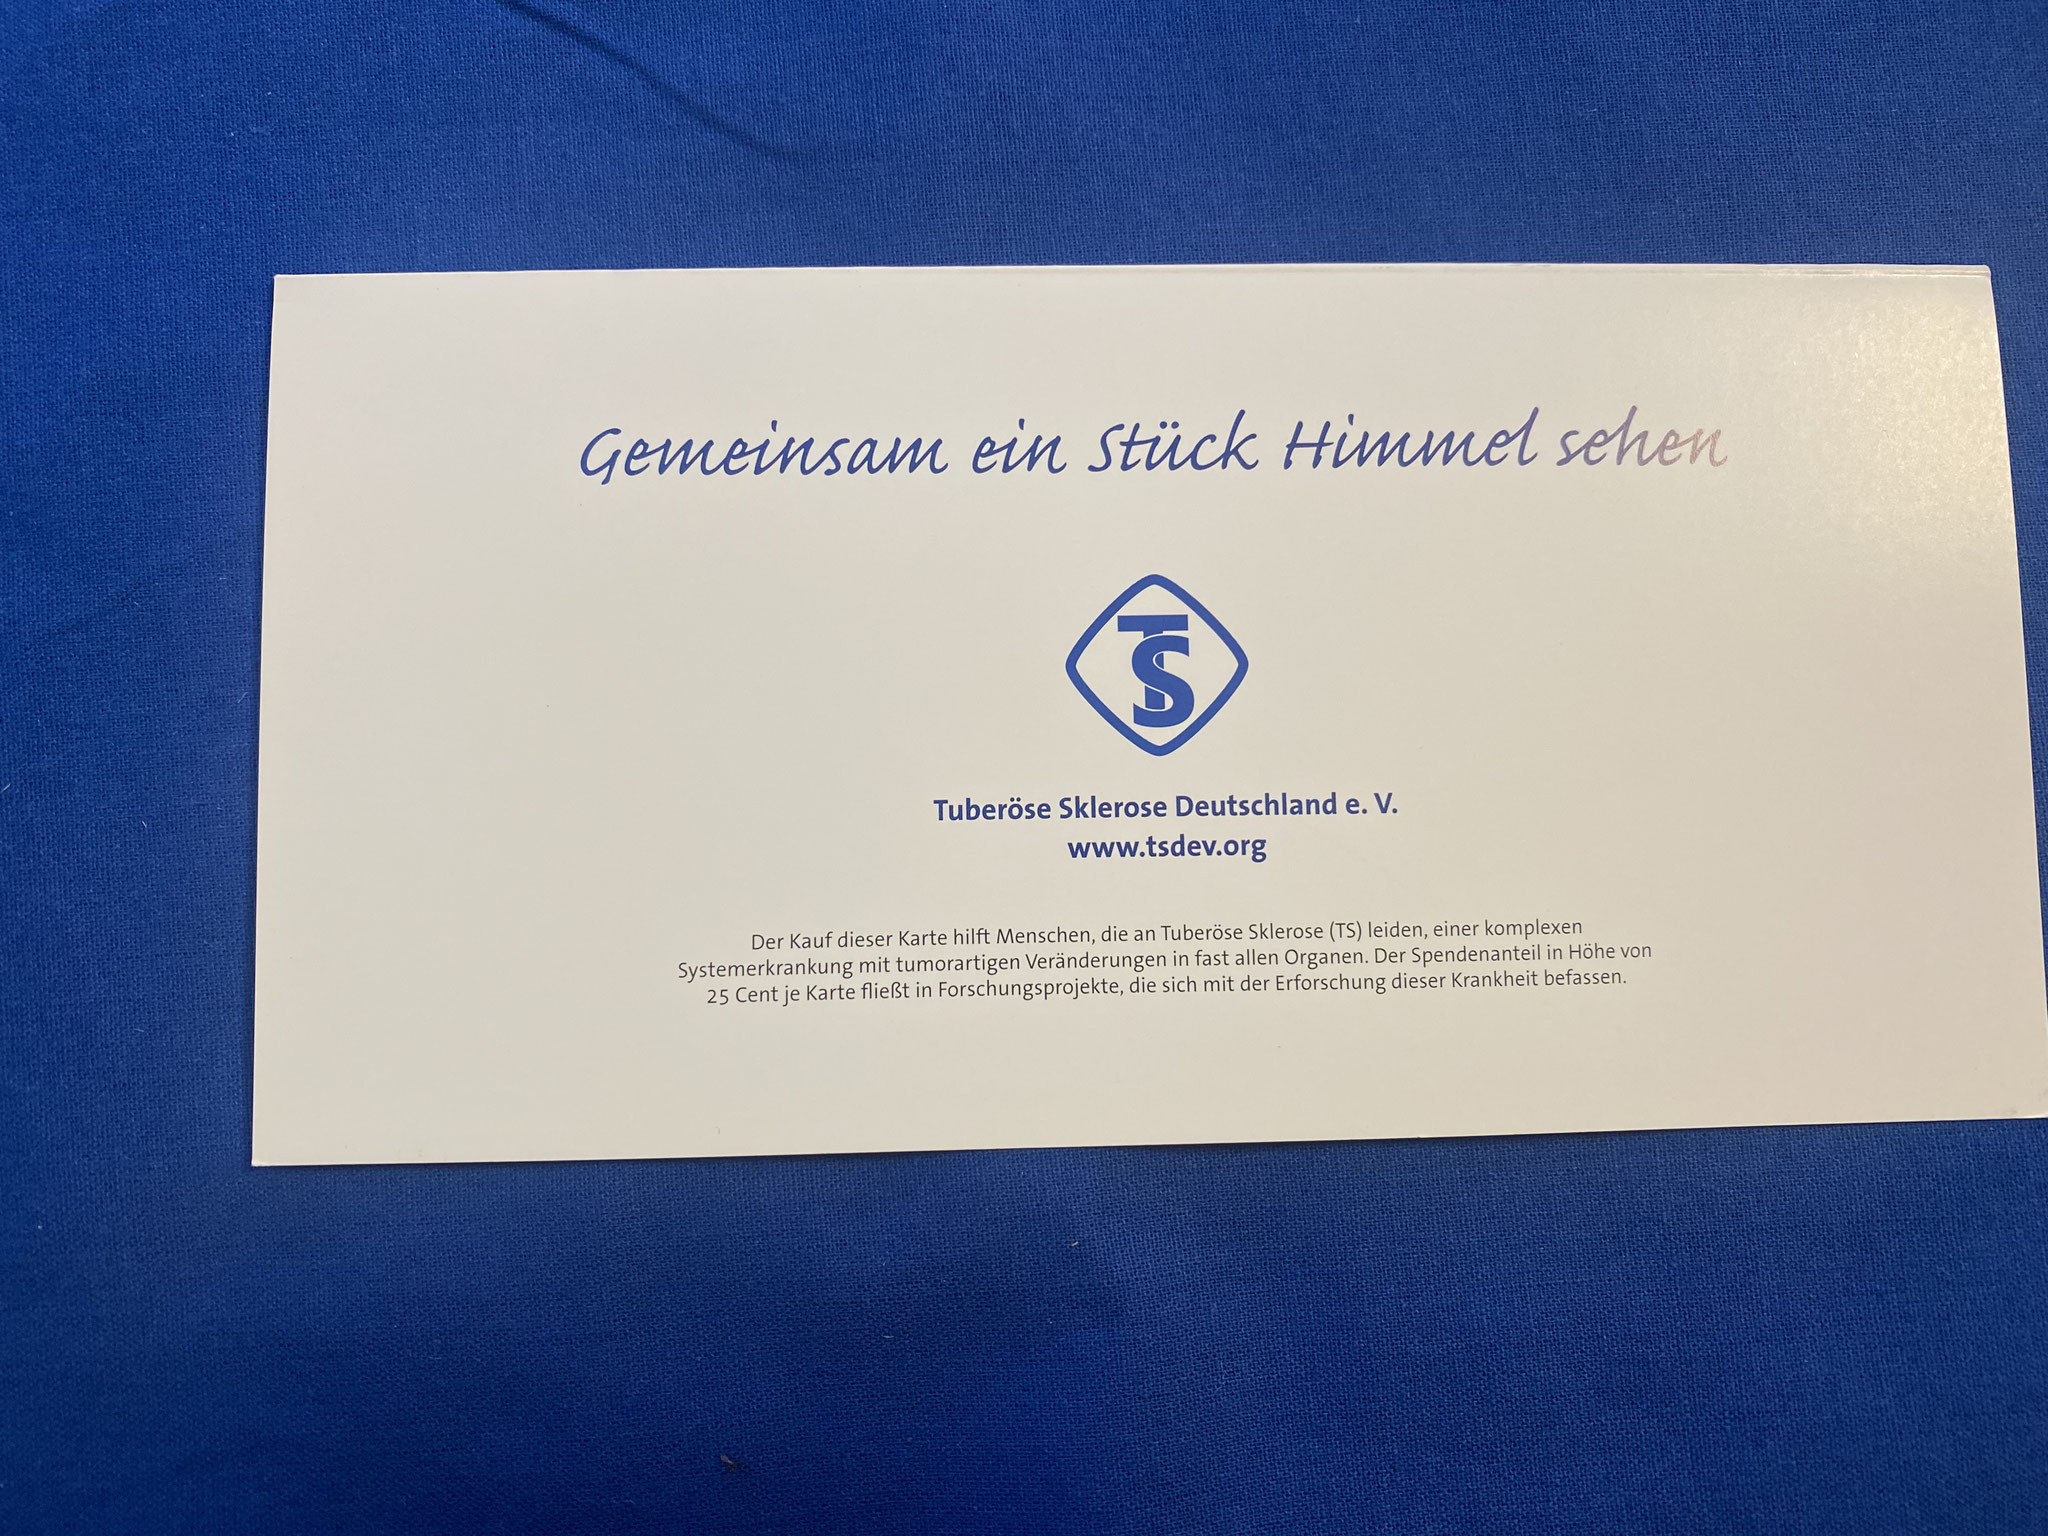 Gemeinsam ein Stück Himmel sehen
TS
Tuberöse Sklerose Deutschland e. V.
www.tsdev.org
Der Kauf dieser Karte hilft Menschen, die an Tuberöse Sklerose (TS) leiden, einer komplexen
Systemerkrankung mit tumorartigen Veränderungen in fast allen Organen. Der Spendenanteil in Höhe von
25 Cent je Karte fließt in Forschungsprojekte, die sich mit der Erforschung dieser Krankheit befassen.